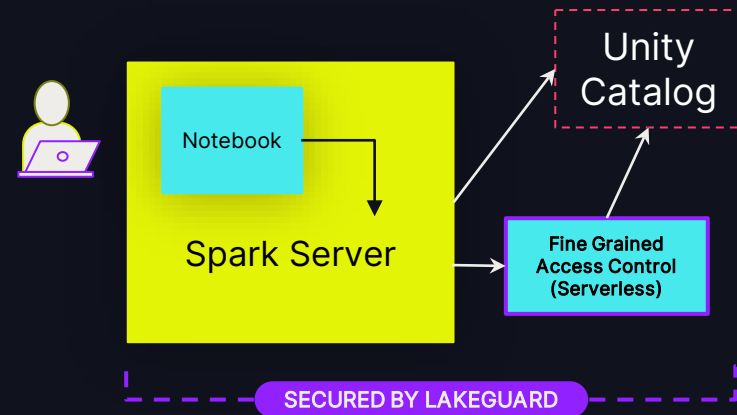 Unity
Catalog
Notebook
Spark Server
Fine Grained
Access Control
(Serverless)
SECURED BY LAKEGUARD